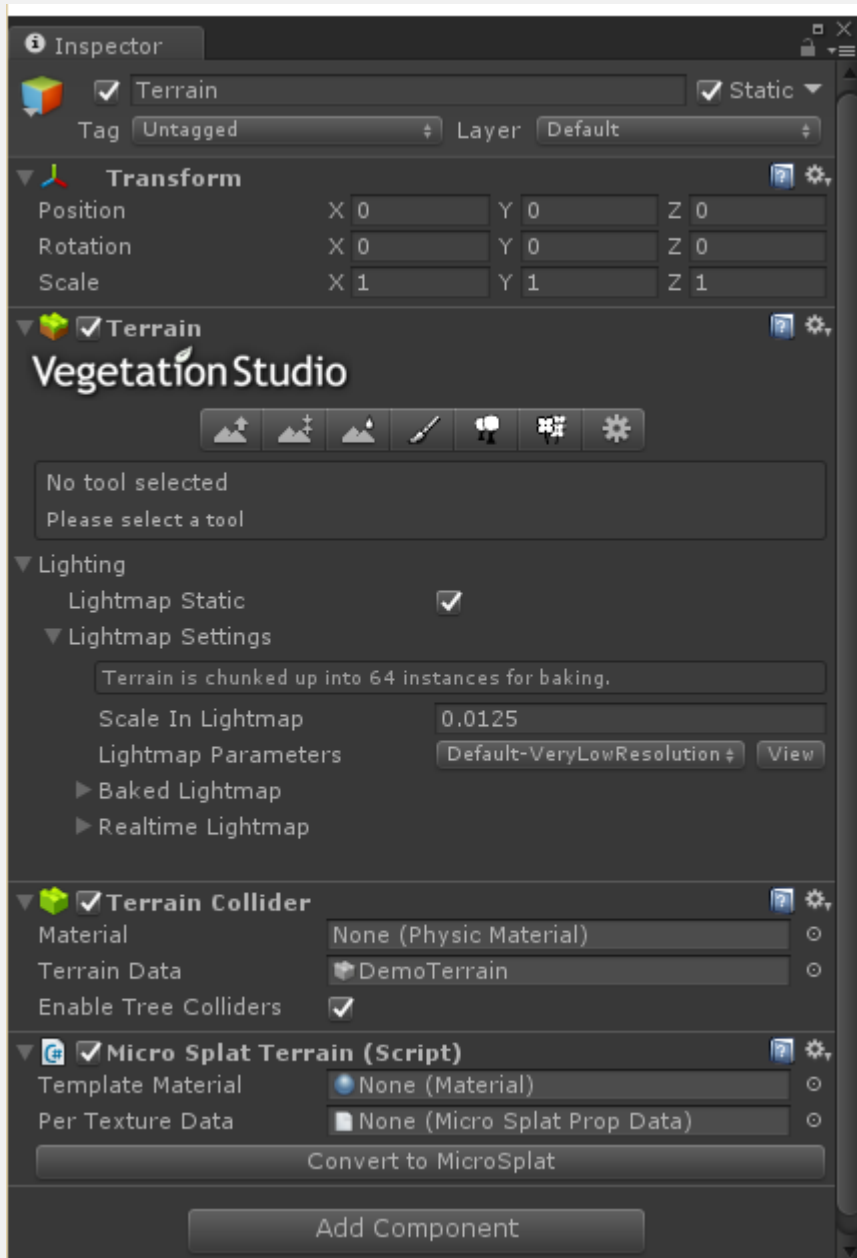 Inspector
Terrain Static
Tag Untagged Layer Default
Transform
Position X 0 Y 0 Z 0
Rotation X 0 Y 0 Z 0
Scale X 1 Y 1 Z 1
Terrain
Vegetation Studio
No tool selected
Please select a tool
Lighting
Lightmap Static
Lightmap Settings
Terrain is chunked up into 64 instances for baking.
Scale In Lightmap 0.0125
Lightmap Parameters Default-VeryLowResolution View
Baked Lightmap
Realtime Lightmap
Terrain Collider
Material None (Physic Material)
Terrain Data DemoTerrain
Enable Tree Colliders
Micro Splat Terrain (Script)
Template Material None (Material)
Per Texture Data None (Micro Splat Prop Data)
Convert to MicroSplat
Add Component